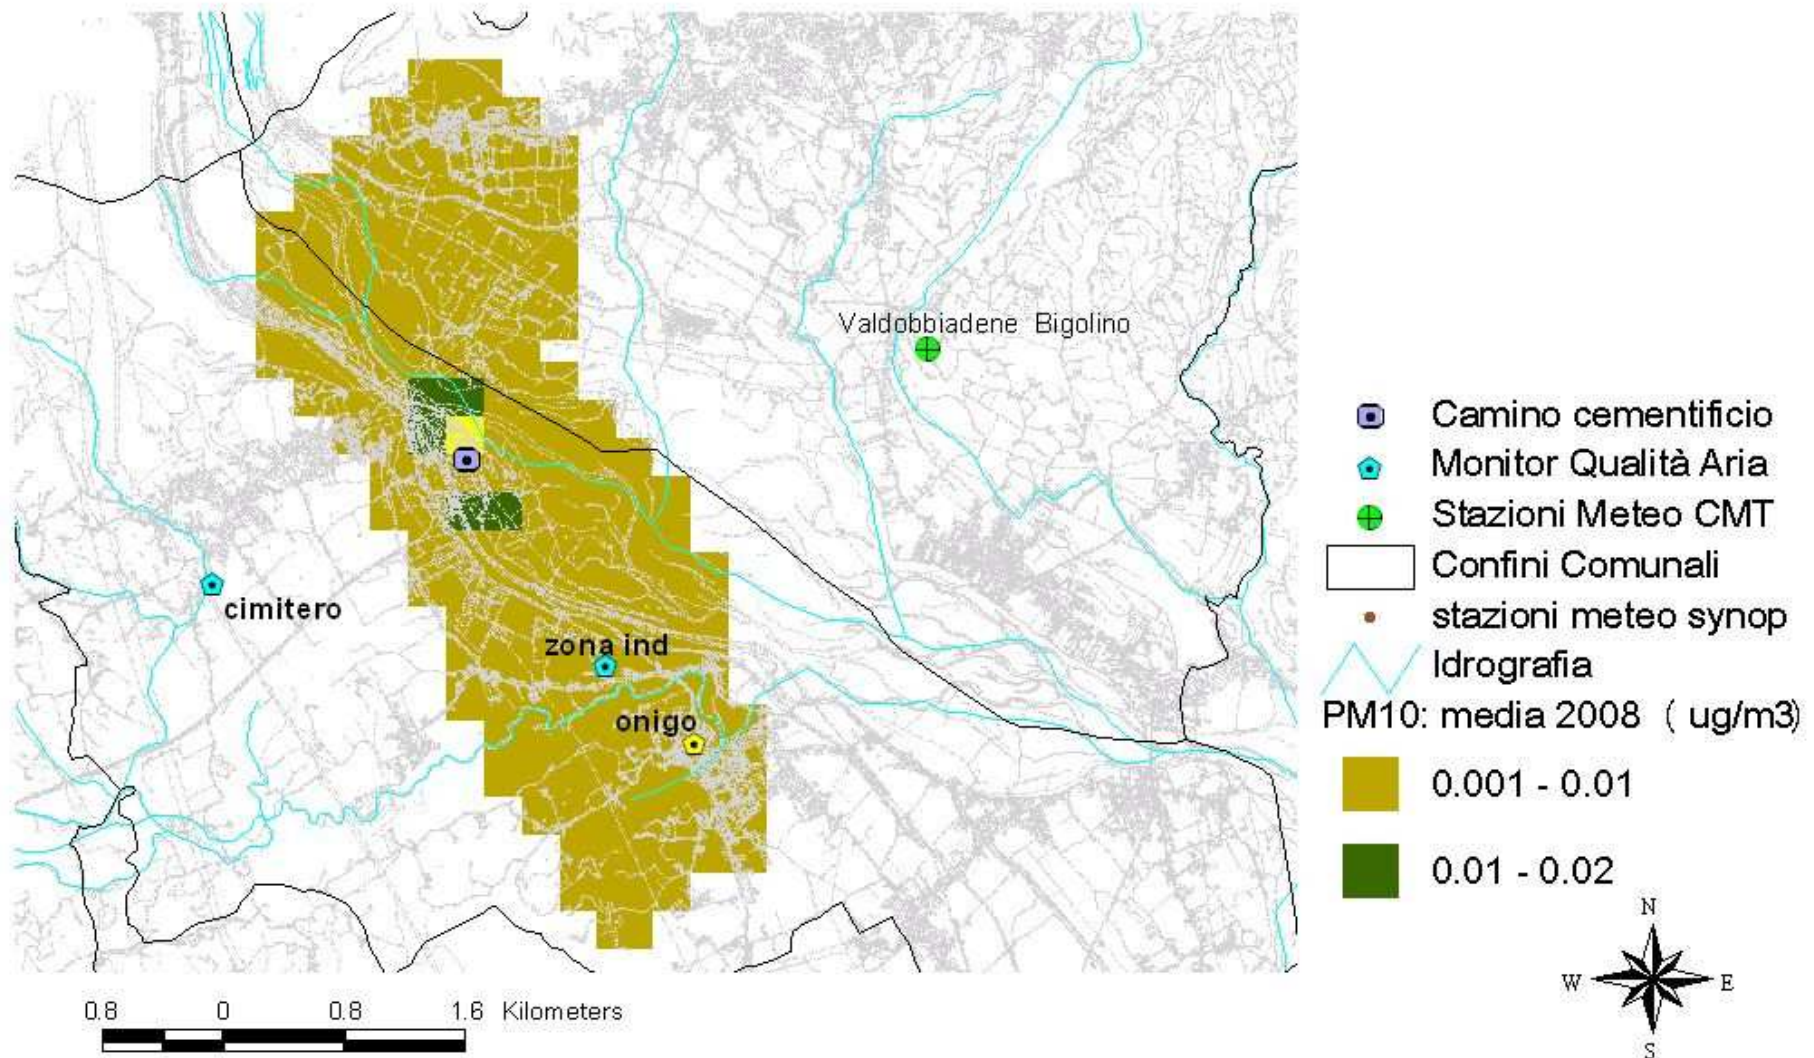 Valdobbiadene Bigolino
cimitero
zona ind
onigo
Camino cementificio
Monitor Qualità Aria
Stazioni Meteo CMT
Confini Comunali
stazioni meteo synop
Idrografia
PM10: media 2008 ( ug/m3)
0.001 - 0.01
0.01 - 0.02
N
W E
S
0.8 0 0.8 1.6 Kilometers